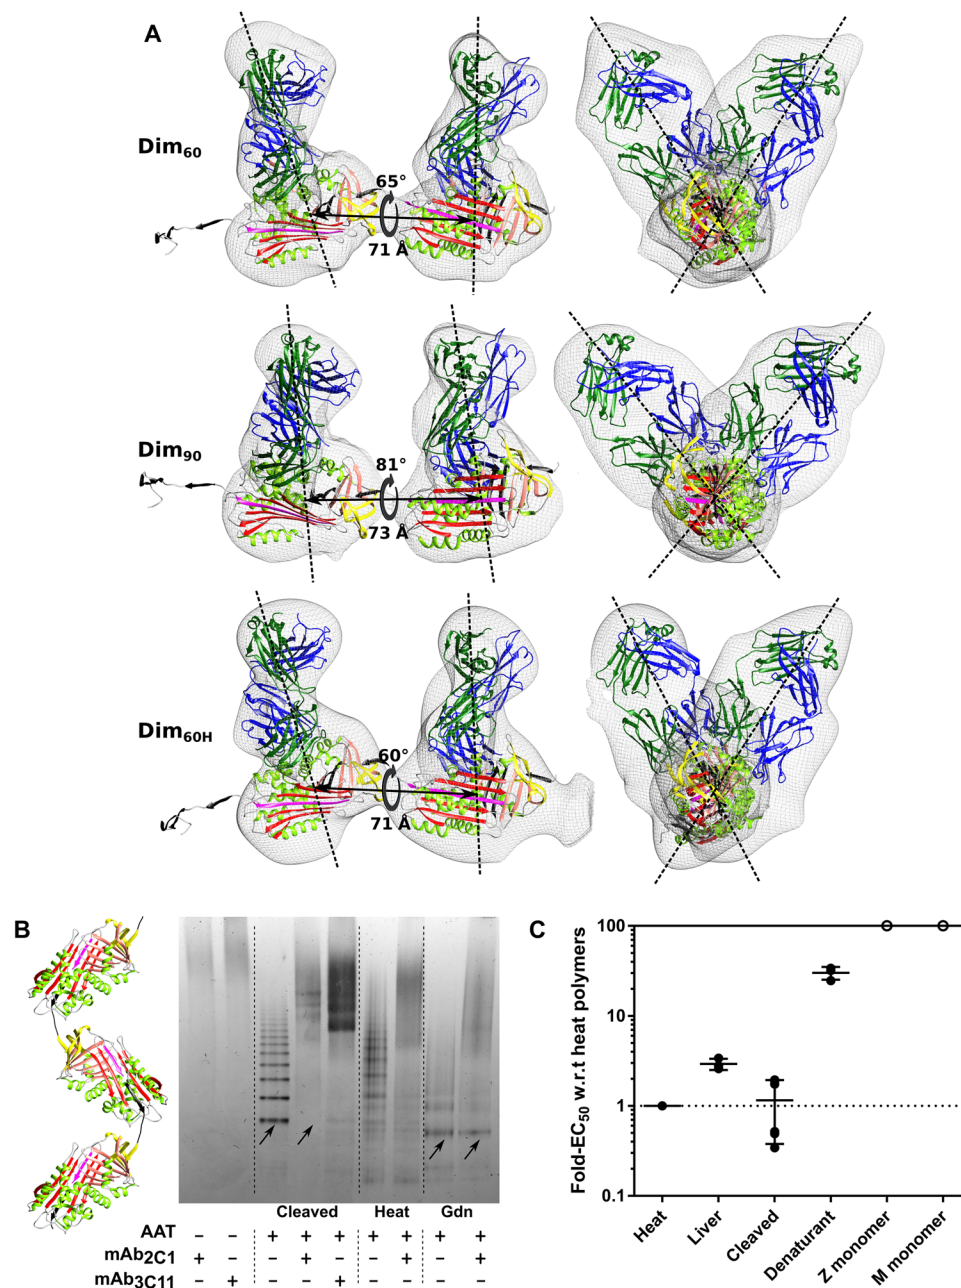 A
Dim60
65°
71 Å
Dim90
81°
73 Å
Dim60H
60°
71 Å
B
Cleaved Heat Gdn
AAT – – + + + + + + +
mAb2C1 + – – + – – + – +
mAb3C11 – + – – + – – – –
C
Fold-EC50 w.r.t heat polymers
100
10
1
0.1
Heat
Liver
Cleaved
Denaturant
Z monomer
M monomer